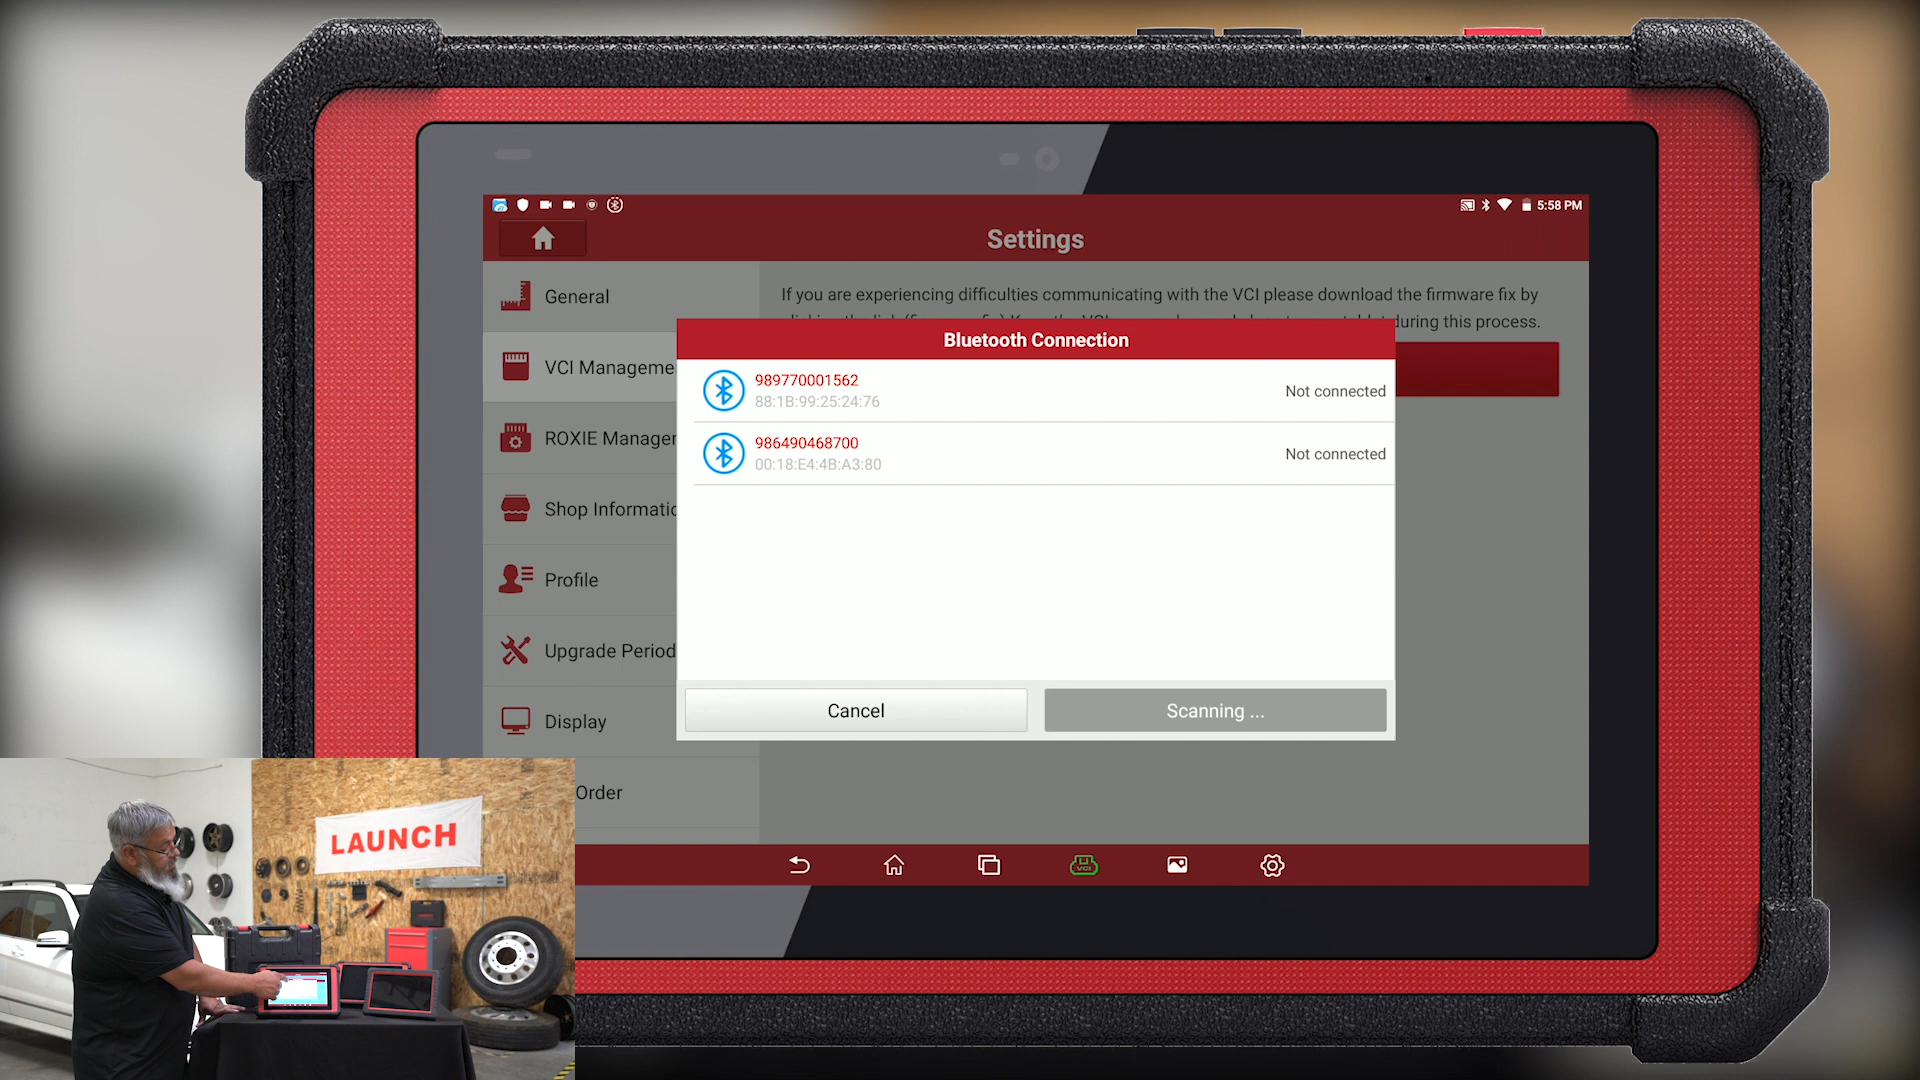 5:58 PM
Settings
General
VCI Manageme
ROXIE Manager
Shop Informatic
Profile
Upgrade Period
Display
Order
If you are experiencing difficulties communicating with the VCI please download the firmware fix by
during this process.
Bluetooth Connection
989770001562
88:1B:99:25:24:76
Not connected
986490468700
00:18:E4:4B:A3:80
Not connected
Cancel
Scanning ...
VCI
LAUNCH